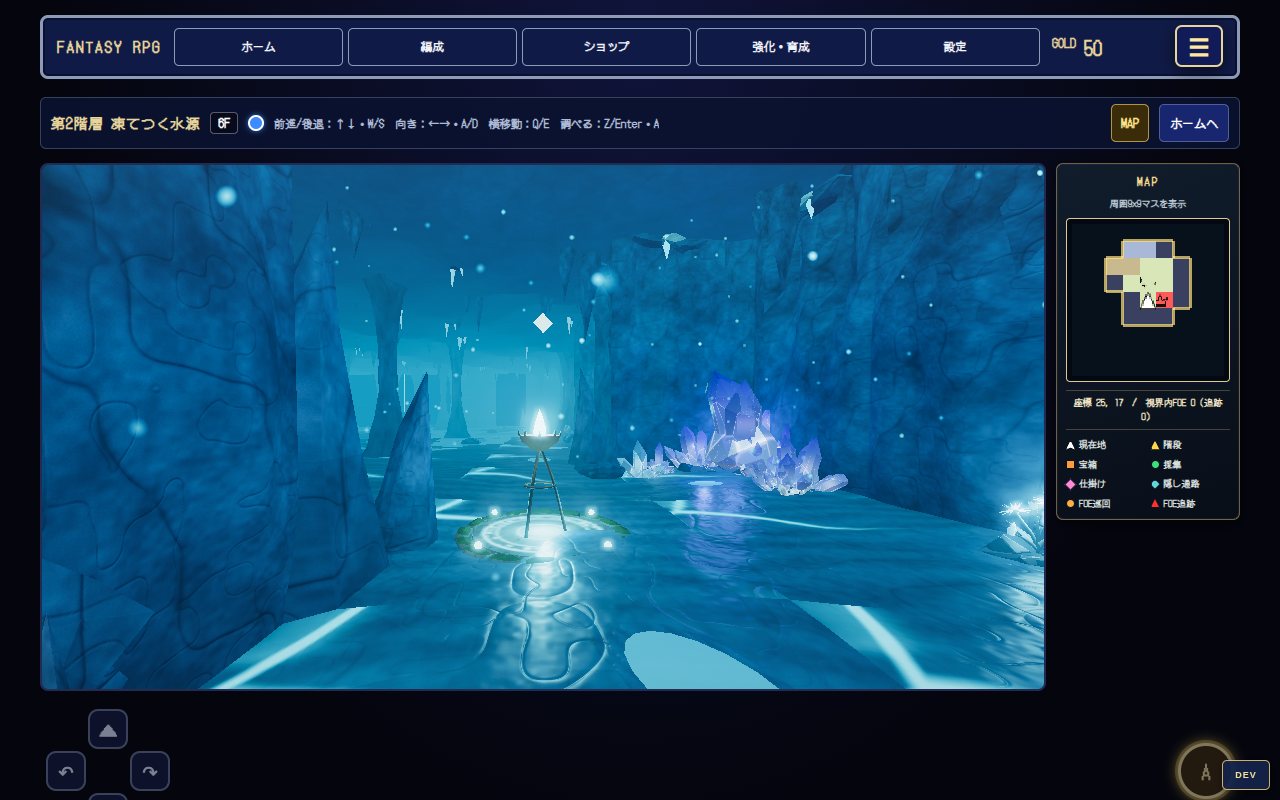 FANTASY RPG
ホーム
編成
ショップ
強化・育成
設定
GOLD 50
第2階層 凍てつく水源
6F
前進/後退:↑↓・W/S 向き:←→・A/D 横移動:Q/E 調べる:Z/Enter・A
MAP
ホームへ
MAP
周囲9x9マスを表示
座標 25, 17 / 視界内FOE 0 (追跡
0)
現在地
階段
宝箱
採集
仕掛け
隠し通路
FOE巡回
FOE追跡
A
DEV